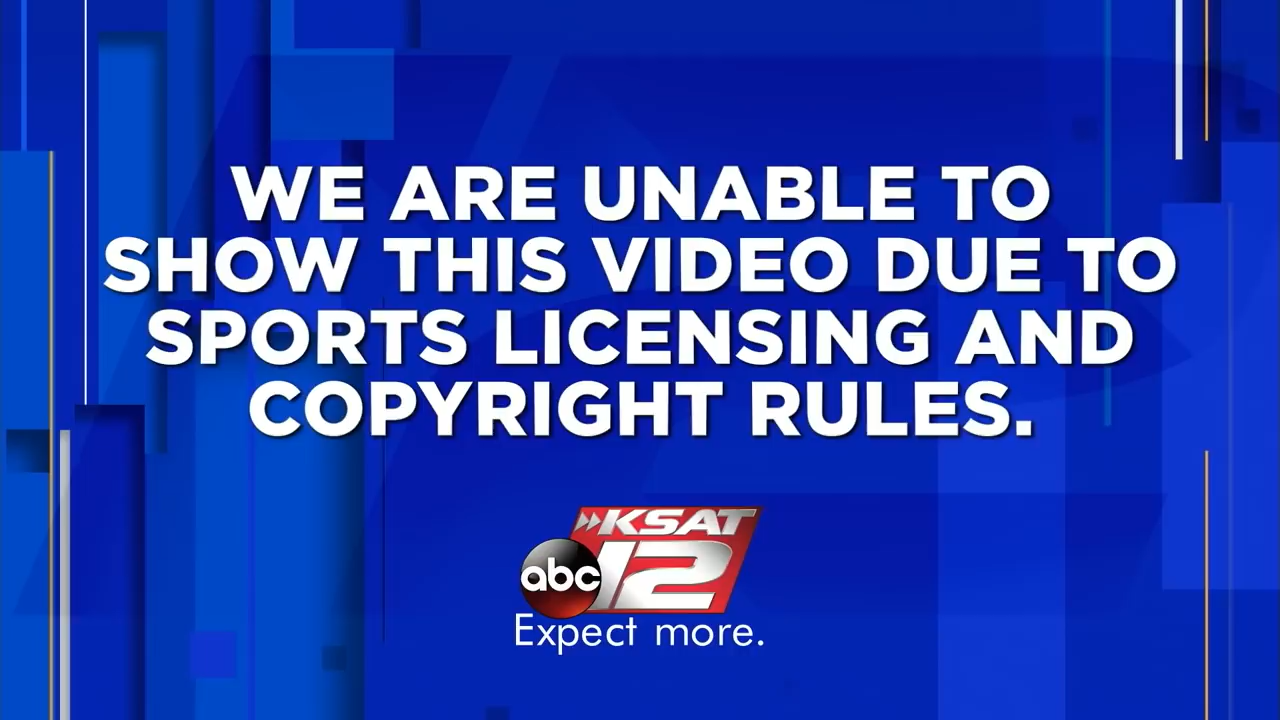 WE ARE UNABLE TO
SHOW THIS VIDEO DUE TO
SPORTS LICENSING AND
COPYRIGHT RULES.
KSAT
abc 12
Expect more.